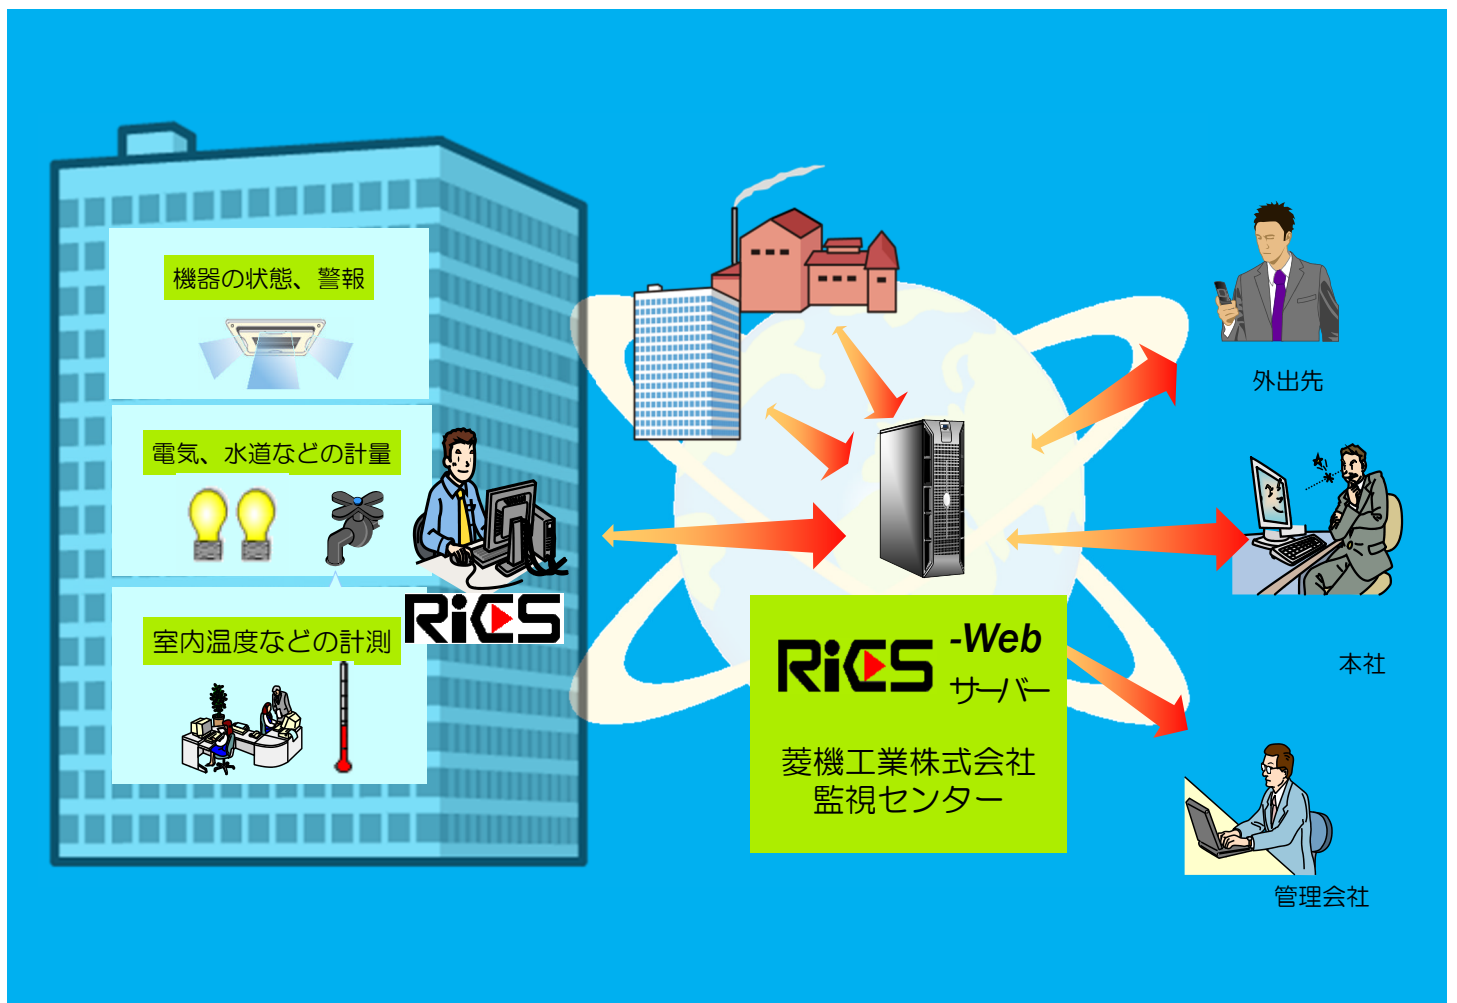 機器の状態、警報
電気、水道などの計量
室内温度などの計測
RiCS
RiCS -Web
サーバー
菱機工業株式会社
監視センター
外出先
本社
管理会社